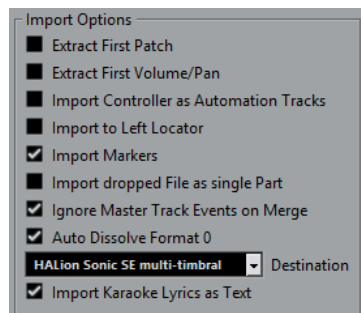 Import Options
Extract First Patch
Extract First Volume/Pan
Import Controller as Automation Tracks
Import to Left Locator
Import Markers
Import dropped File as single Part
Ignore Master Track Events on Merge
Auto Dissolve Format 0
HALion Sonic SE multi-timbral Destination
Import Karaoke Lyrics as Text